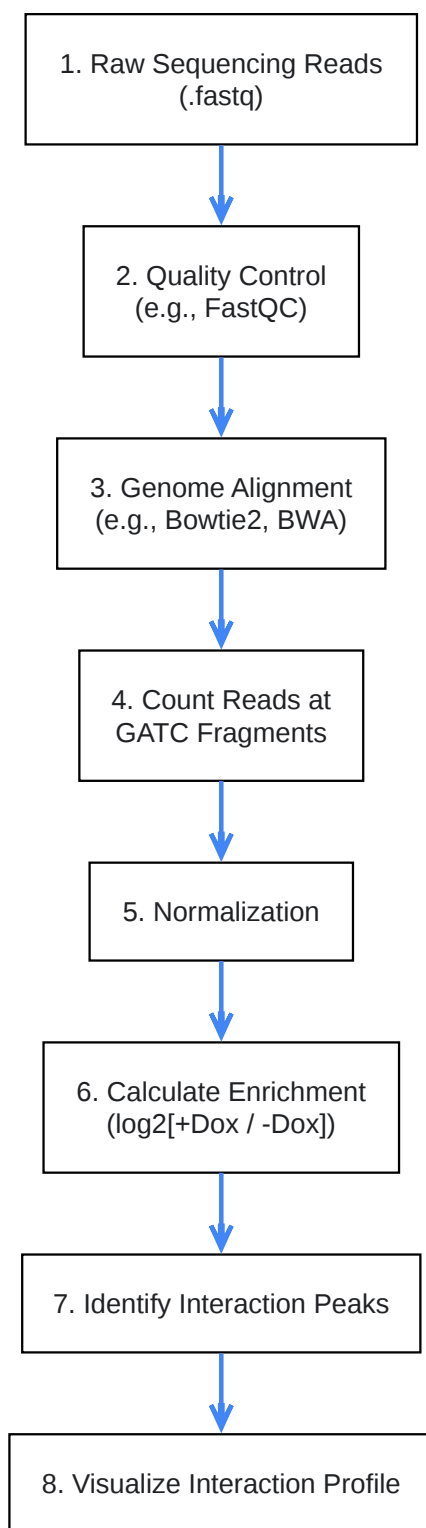 1. Raw Sequencing Reads
(.fastq)
2. Quality Control
(e.g., FastQC)
3. Genome Alignment
(e.g., Bowtie2, BWA)
4. Count Reads at
GATC Fragments
5. Normalization
6. Calculate Enrichment
(log2[+Dox / -Dox])
7. Identify Interaction Peaks
8. Visualize Interaction Profile